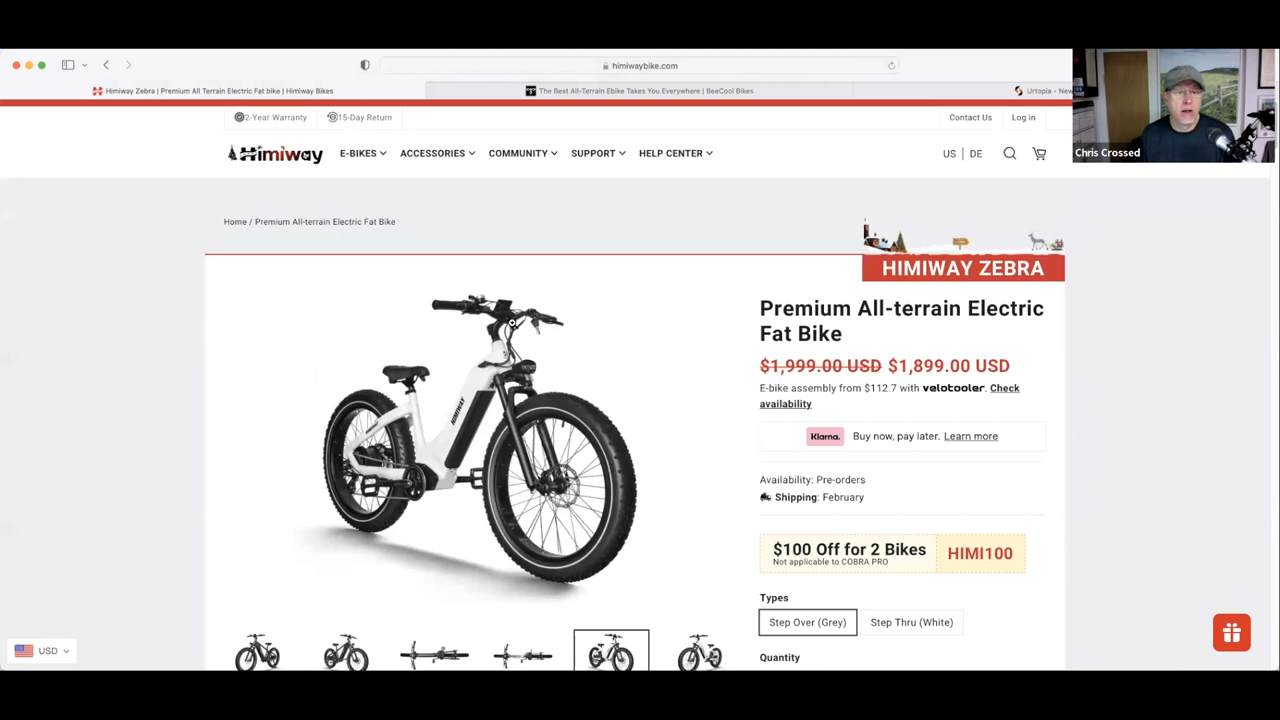 himiwaybike.com
Himiway Zebra | Premium All Terrain Electric Fat bike | Himiway Bikes
The Best All-Terrain Ebike Takes You Everywhere | BeeCool Bikes
Urtopia - New
2-Year Warranty
15-Day Return
Contact Us
Log in
Himiway
E-BIKES
ACCESSORIES
COMMUNITY
SUPPORT
HELP CENTER
US | DE
Chris Crossed
Home / Premium All-terrain Electric Fat Bike
HIMIWAY ZEBRA
Premium All-terrain Electric
Fat Bike
$1,999.00 USD $1,899.00 USD
E-bike assembly from $112.7 with velotooler. Check
availability
Klarna. Buy now, pay later. Learn more
Availability: Pre-orders
Shipping: February
$100 Off for 2 Bikes
Not applicable to COBRA PRO
HIMI100
Types
Step Over (Grey)
Step Thru (White)
Quantity
HIMIWAY
USD